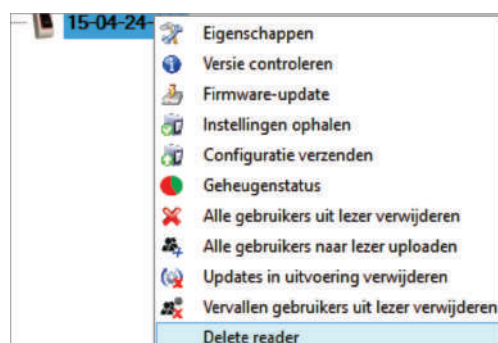 15-04-24-
Eigenschappen
Versie controleren
Firmware-update
Instellingen ophalen
Configuratie verzenden
Geheugenstatus
Alle gebruikers uit lezer verwijderen
Alle gebruikers naar lezer uploaden
Updates in uitvoering verwijderen
Vervallen gebruikers uit lezer verwijderen
Delete reader